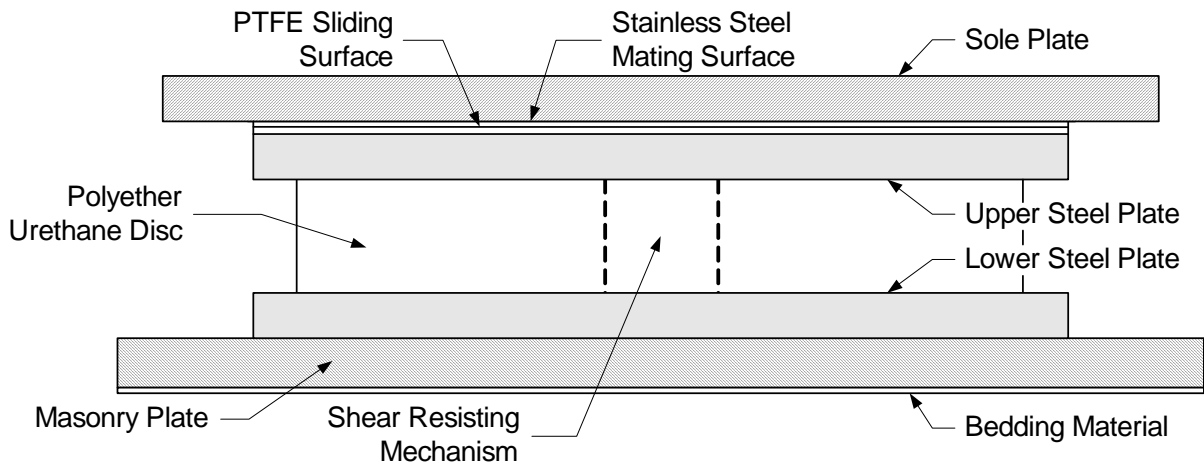 PTFE Sliding
Surface
Stainless Steel
Mating Surface
Sole Plate
Polyether
Urethane Disc
Upper Steel Plate
Lower Steel Plate
Masonry Plate
Shear Resisting
Mechanism
Bedding Material